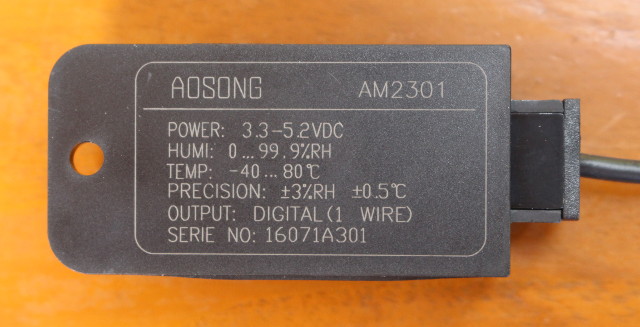 AOSONG AM2301
POWER: 3.3-5.2VDC
HUMI: 0...99.9%RH
TEMP: -40...80℃
PRECISION: ±3%RH ±0.5℃
OUTPUT: DIGITAL(1 WIRE)
SERIE NO: 16071A301